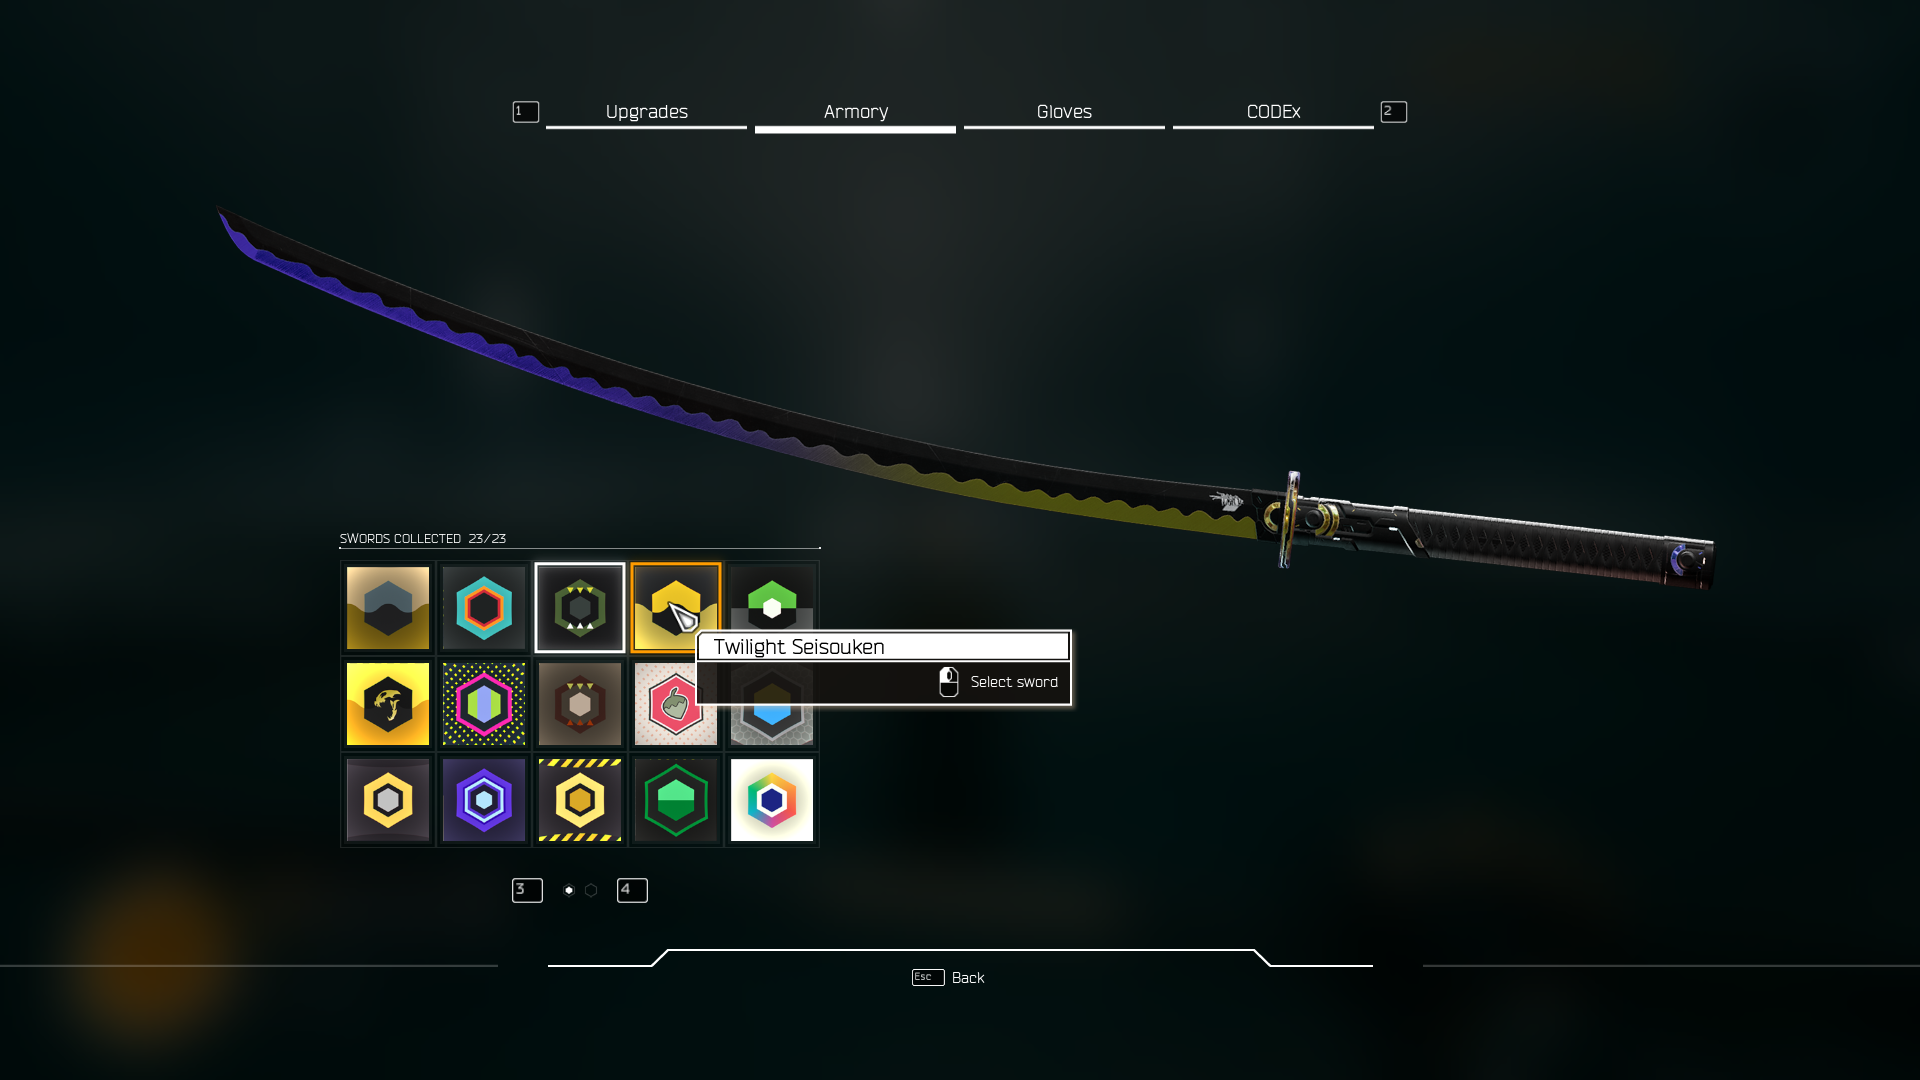 1 Upgrades Armory Gloves CODEx 2
SWORDS COLLECTED 23/23
Twilight Seisouken
Select sword
3 4
Esc Back